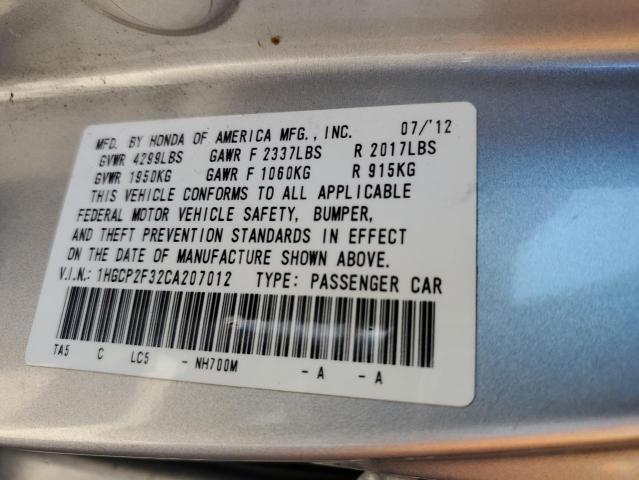 MFD. BY HONDA OF AMERICA MFG., INC. 07/'12
GVWR 4299LBS GAWR F 2337LBS R 2017LBS
GVWR 1950KG GAWR F 1060KG R 915KG
THIS VEHICLE CONFORMS TO ALL APPLICABLE
FEDERAL MOTOR VEHICLE SAFETY, BUMPER,
AND THEFT PREVENTION STANDARDS IN EFFECT
ON THE DATE OF MANUFACTURE SHOWN ABOVE.
V.I.N.: 1HGCP2F32CA207012 TYPE: PASSENGER CAR
TA5 C LC5 - NH700M - A - A